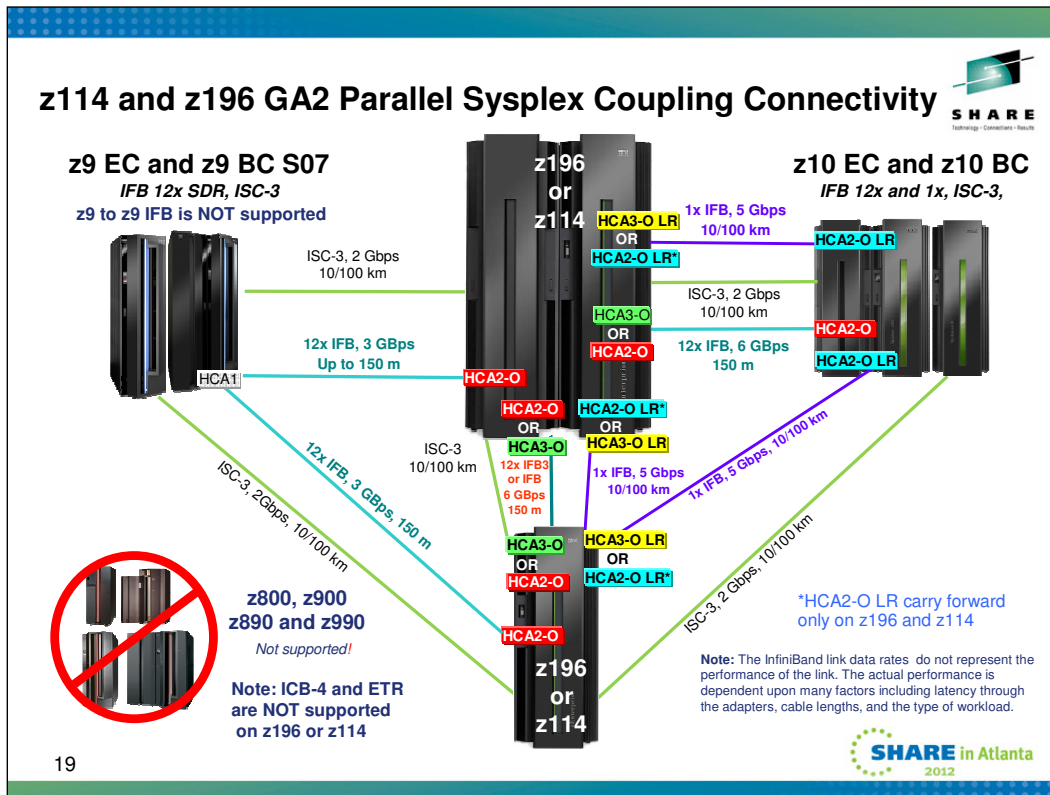 z114 and z196 GA2 Parallel Sysplex Coupling Connectivity
SHARE
Technology · Connections · Results
z9 EC and z9 BC S07
IFB 12x SDR, ISC-3
z9 to z9 IFB is NOT supported
z196
or
z114
z10 EC and z10 BC
IFB 12x and 1x, ISC-3,
HCA3-O LR
OR
HCA2-O LR*
1x IFB, 5 Gbps
10/100 km
HCA2-O LR
ISC-3, 2 Gbps
10/100 km
ISC-3, 2 Gbps
10/100 km
HCA3-O
OR
HCA2-O
HCA2-O
12x IFB, 3 GBps
Up to 150 m
12x IFB, 6 GBps
150 m
HCA2-O LR
HCA1
HCA2-O
HCA2-O
OR
HCA3-O
HCA2-O LR*
OR
HCA3-O LR
ISC-3
10/100 km
12x IFB3
or IFB
6 GBps
150 m
1x IFB, 5 Gbps
10/100 km
1x IFB, 5 Gbps, 10/100 km
12x IFB, 3 GBps, 150 m
ISC-3, 2Gbps, 10/100 km
ISC-3, 2 Gbps, 10/100 km
HCA3-O
OR
HCA2-O
HCA3-O LR
OR
HCA2-O LR*
HCA2-O
z196
or
z114
z800, z900
z890 and z990
Not supported!
Note: ICB-4 and ETR
are NOT supported
on z196 or z114
*HCA2-O LR carry forward
only on z196 and z114
Note: The InfiniBand link data rates do not represent the
performance of the link. The actual performance is
dependent upon many factors including latency through
the adapters, cable lengths, and the type of workload.
19
SHARE in Atlanta
2012